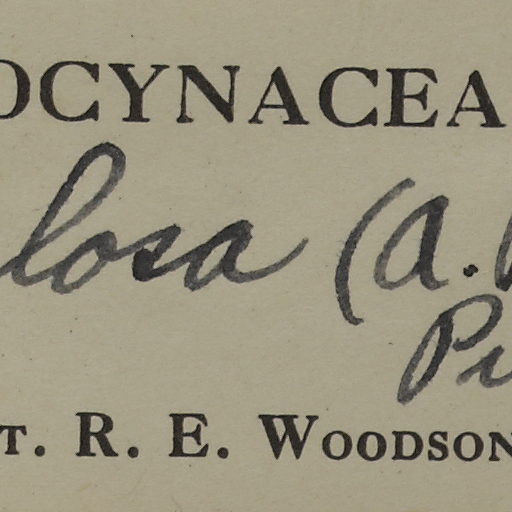 OCYNACEA
losa (A.
Pi
T. R. E. WOODSON